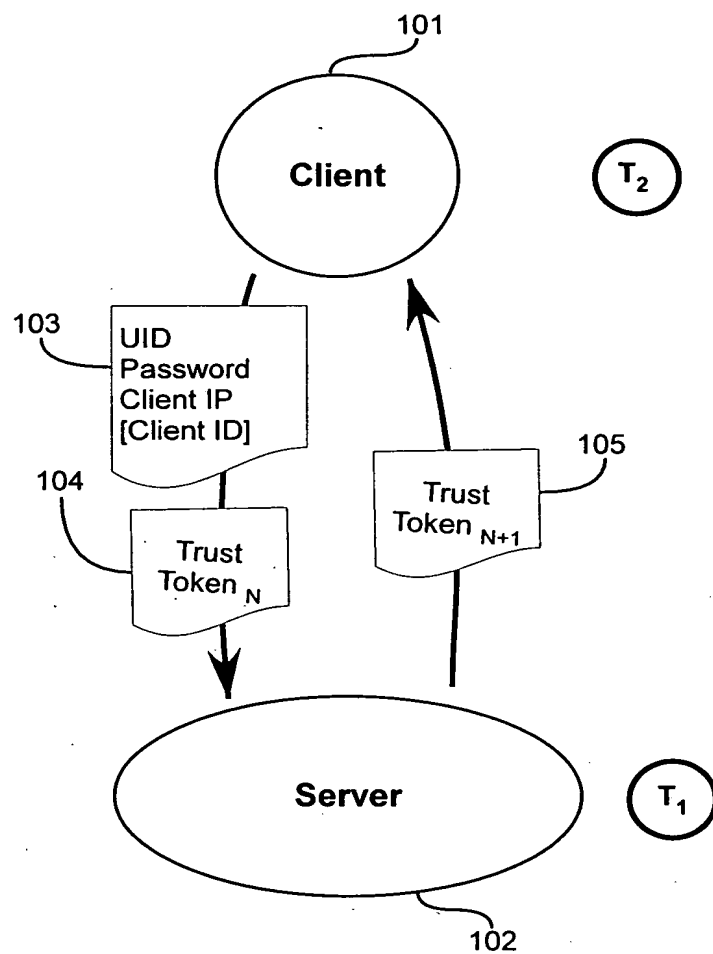 101
Client
T2
103
UID
Password
Client IP
[Client ID]
104
Trust
Token N
105
Trust
Token N+1
Server
T1
102